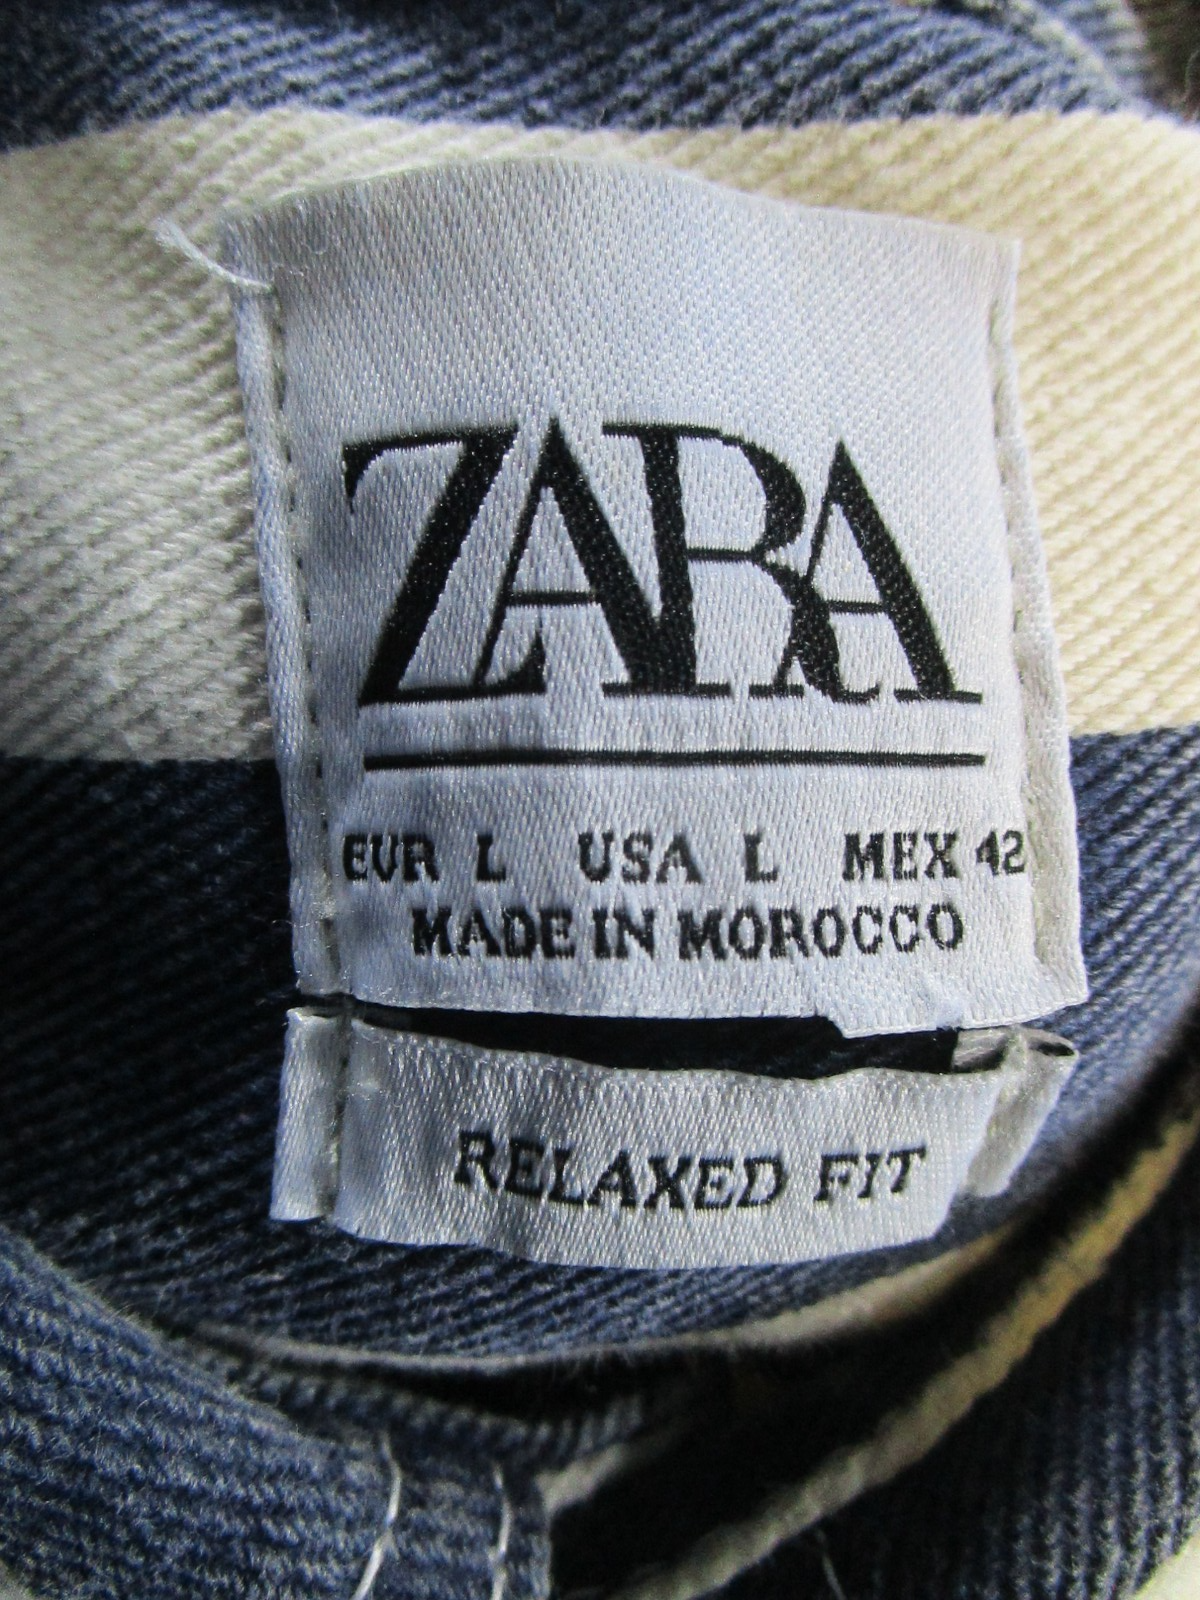 ZARA
EUR L USA L MEX 42
MADE IN MOROCCO
RELAXED FIT